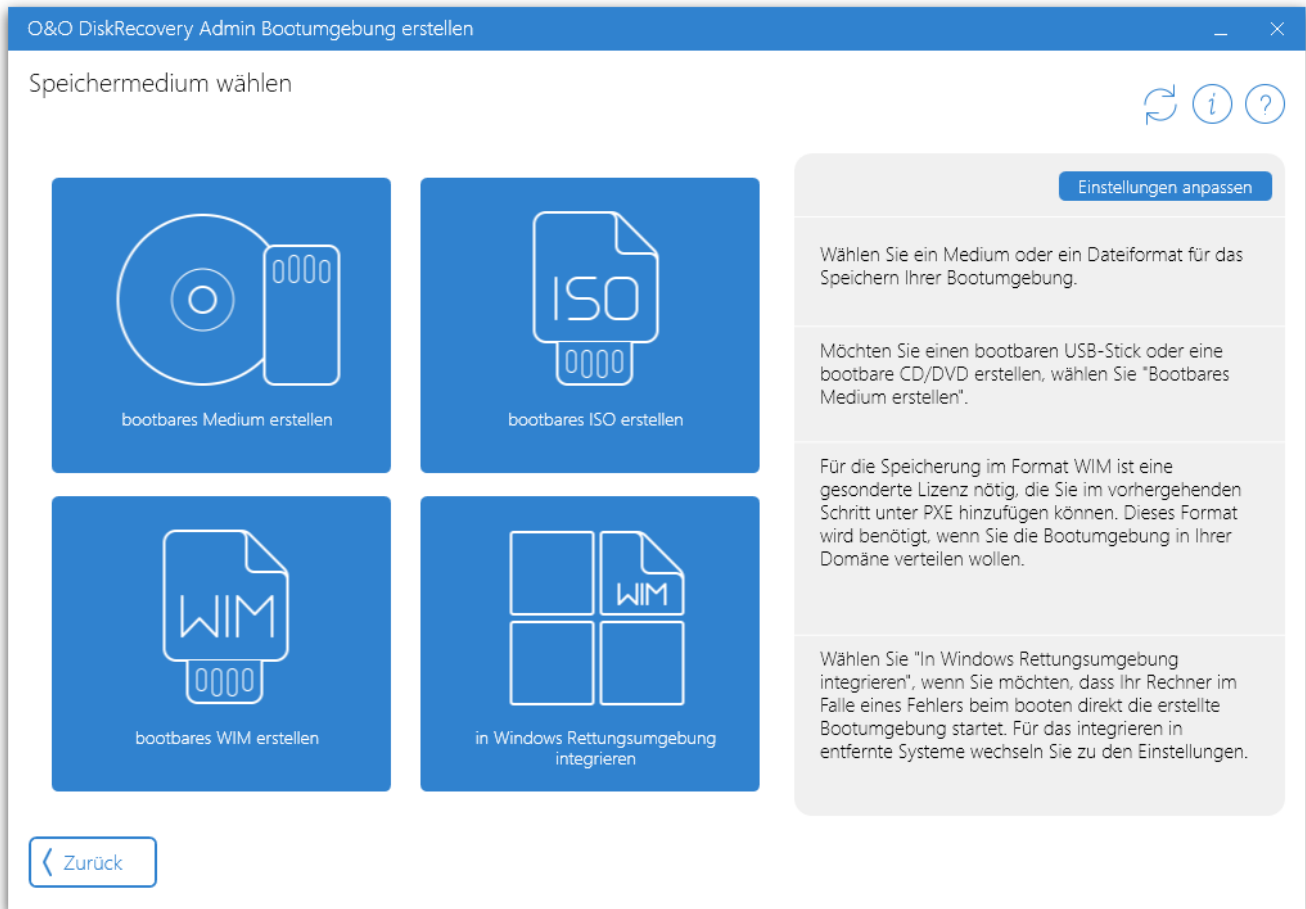 O&O DiskRecovery Admin Bootumgebung erstellen
Speichermedium wählen
i
?
ISO
bootbares Medium erstellen
bootbares ISO erstellen
WIM
WIM
bootbares WIM erstellen
in Windows Rettungsumgebung
integrieren
Einstellungen anpassen
Wählen Sie ein Medium oder ein Dateiformat für das
Speichern Ihrer Bootumgebung.
Möchten Sie einen bootbaren USB-Stick oder eine
bootbare CD/DVD erstellen, wählen Sie "Bootbares
Medium erstellen".
Für die Speicherung im Format WIM ist eine
gesonderte Lizenz nötig, die Sie im vorhergehenden
Schritt unter PXE hinzufügen können. Dieses Format
wird benötigt, wenn Sie die Bootumgebung in Ihrer
Domäne verteilen wollen.
Wählen Sie "In Windows Rettungsumgebung
integrieren", wenn Sie möchten, dass Ihr Rechner im
Falle eines Fehlers beim booten direkt die erstellte
Bootumgebung startet. Für das integrieren in
entfernte Systeme wechseln Sie zu den Einstellungen.
Zurück